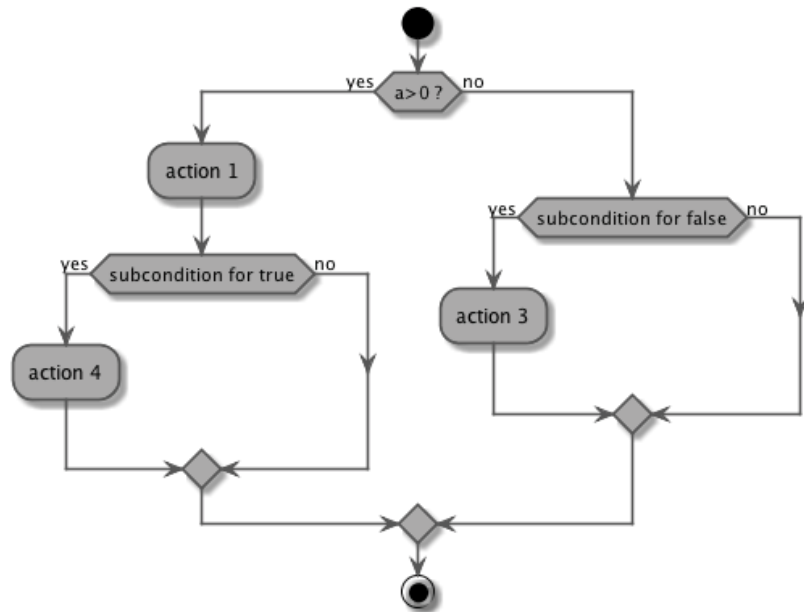 yes
a>0 ?
no
action 1
yes
subcondition for false
no
yes
subcondition for true
no
action 3
action 4